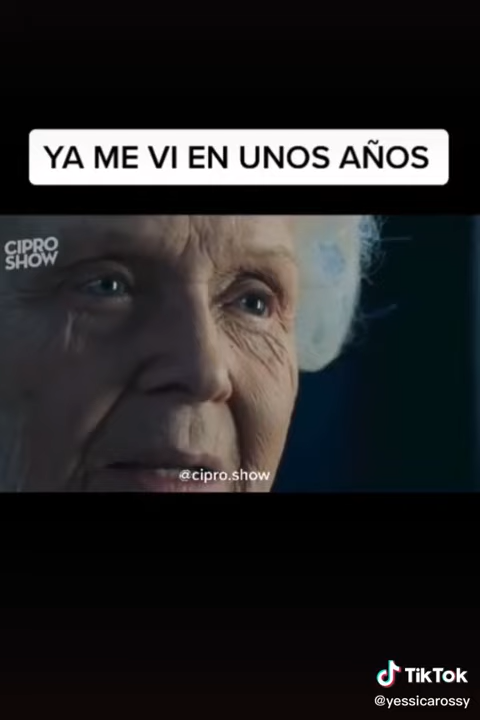 YA ME VI EN UNOS AÑOS
CIPRO
SHOW
@cipro.show
TikTok
@yessicarossy